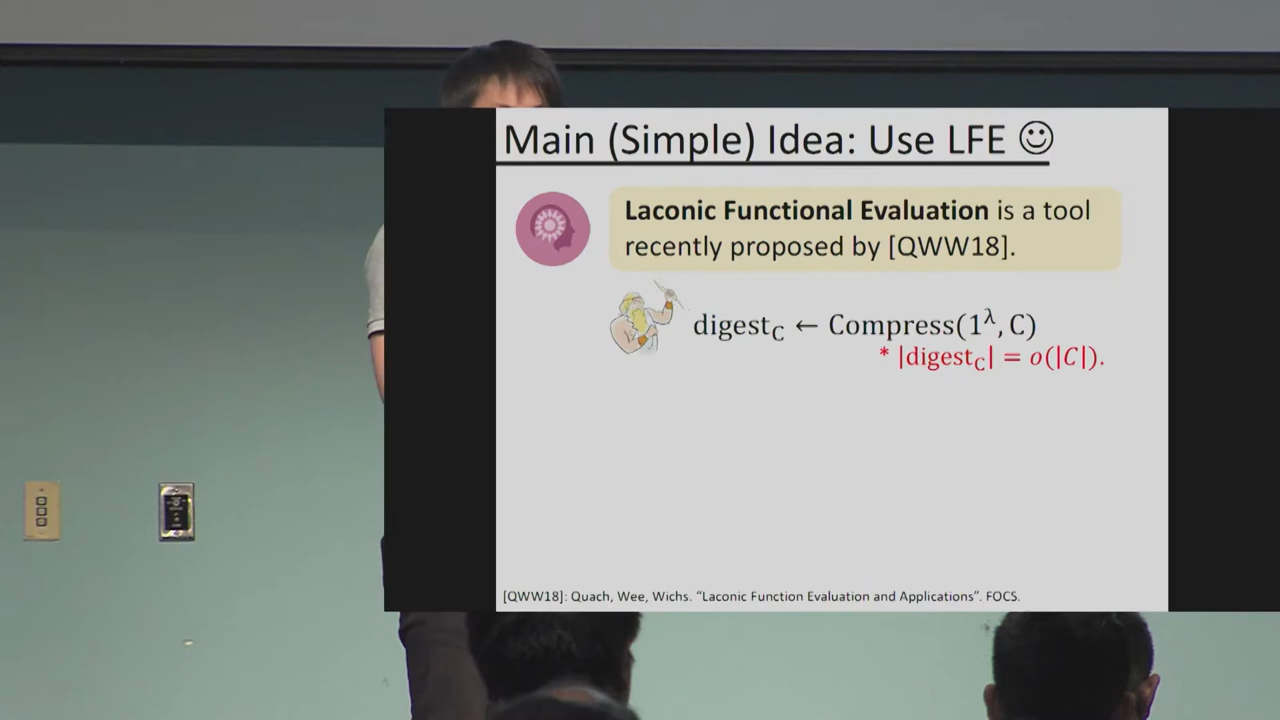 Main (Simple) Idea: Use LFE ☺
Laconic Functional Evaluation is a tool
recently proposed by [QWW18].
digest_C ← Compress(1^λ, C)
* |digest_C| = o(|C|).
[QWW18]: Quach, Wee, Wichs. “Laconic Function Evaluation and Applications”. FOCS.